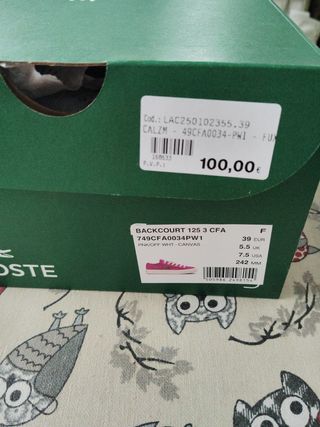 Cod.: LAC250102355.39
CALZM - 49CFA0034-PWI - FUX
P.V.P.:
100,00€
BACKCOURT 125 3 CFA
F
749CFA0034PW1
PNK/OFF WHT - CANVAS
39 EUR
5.5 UK
7.5 USA
242 MM
OSTE